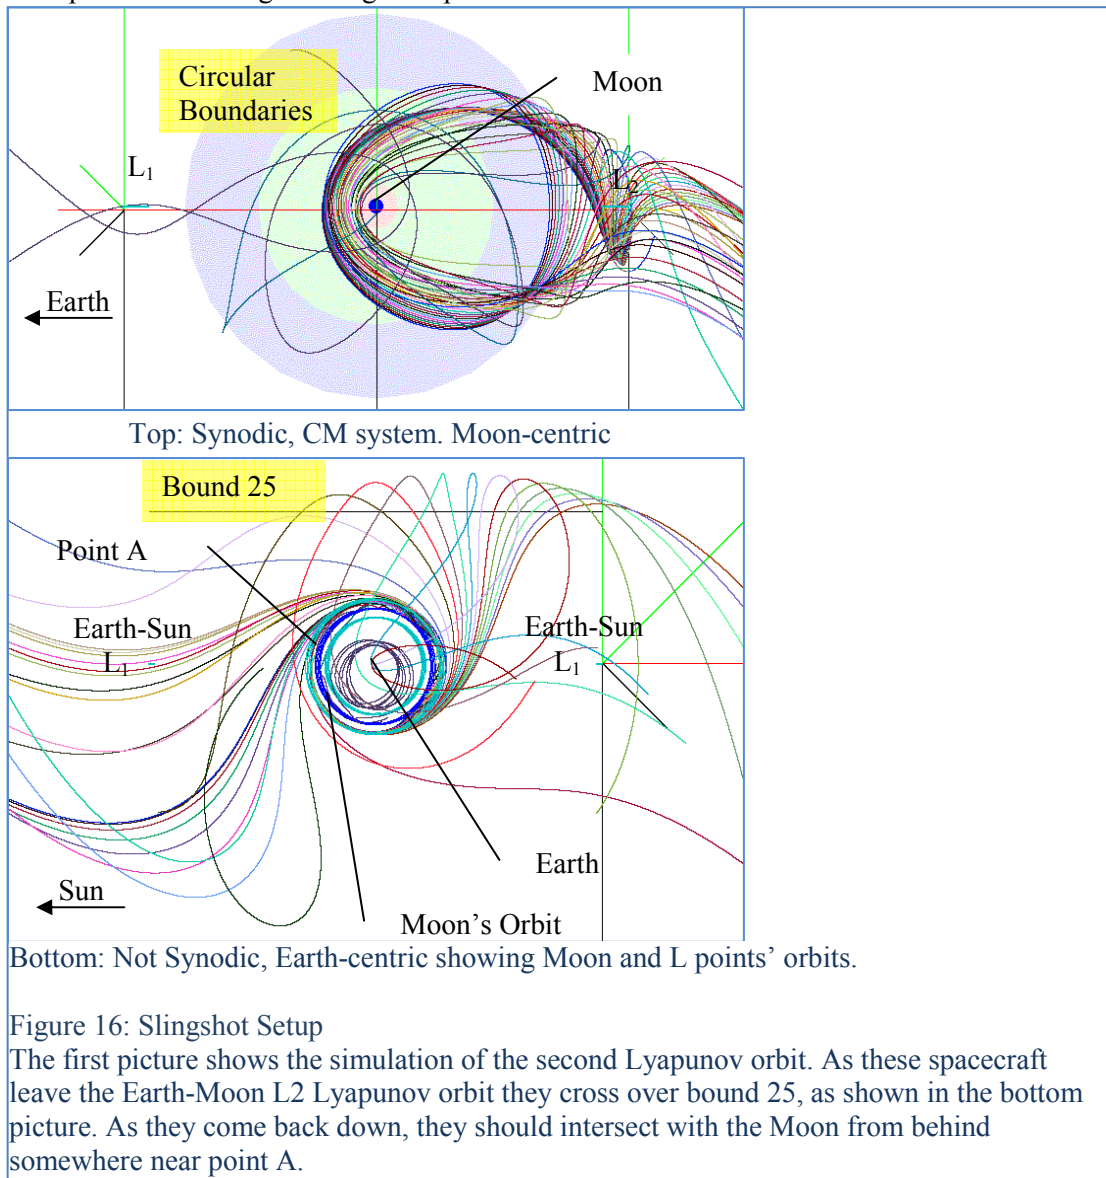 Circular
Boundaries
Moon
L1
L2
Earth
Top: Synodic, CM system. Moon-centric
Bound 25
Point A
Earth-Sun
L1
Earth-Sun
L1
Earth
Sun
Moon’s Orbit
Bottom: Not Synodic, Earth-centric showing Moon and L points’ orbits.
Figure 16: Slingshot Setup
The first picture shows the simulation of the second Lyapunov orbit. As these spacecraft
leave the Earth-Moon L2 Lyapunov orbit they cross over bound 25, as shown in the bottom
picture. As they come back down, they should intersect with the Moon from behind
somewhere near point A.